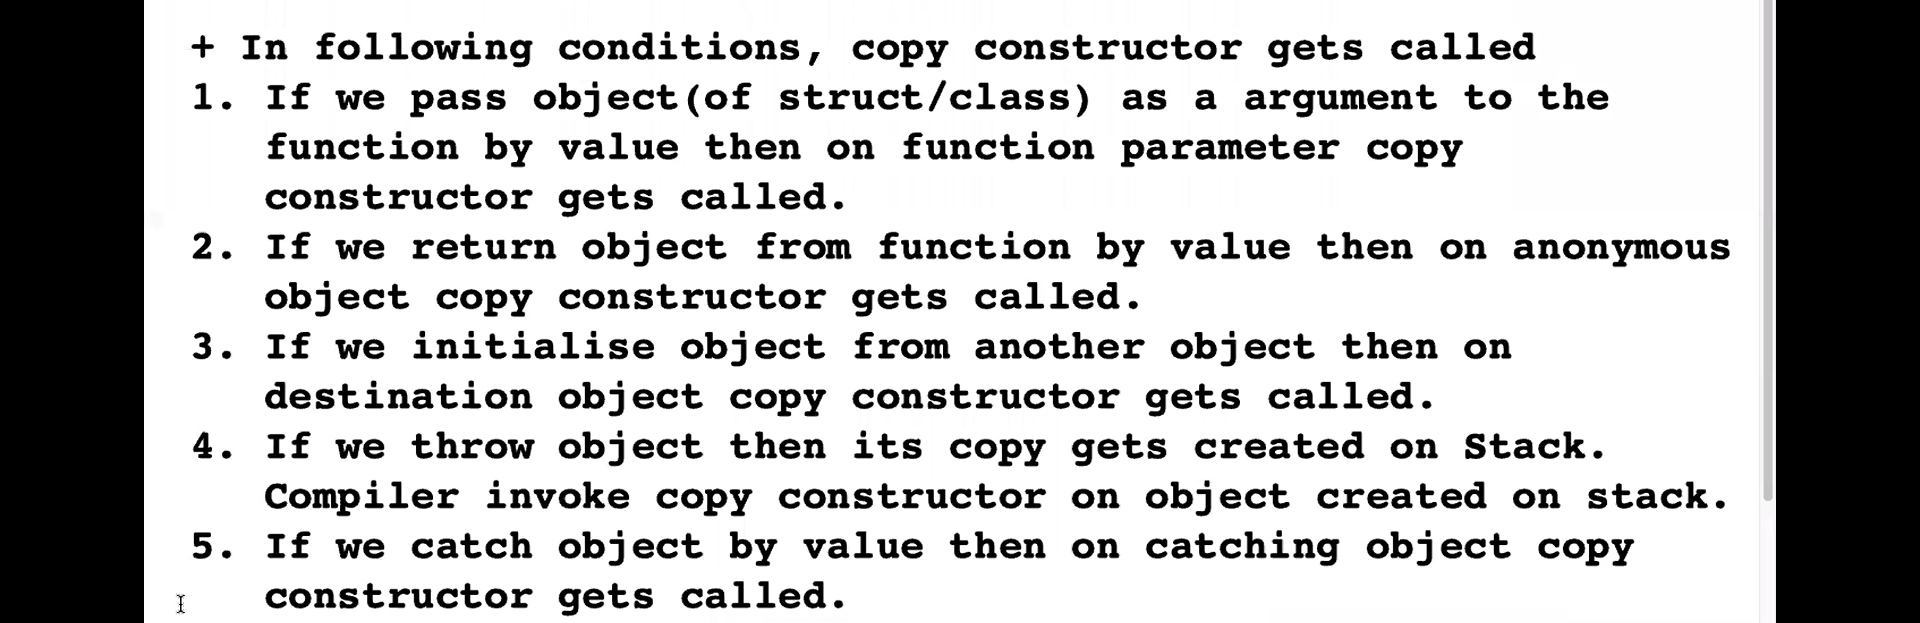 + In following conditions, copy constructor gets called
1. If we pass object(of struct/class) as a argument to the
function by value then on function parameter copy
constructor gets called.
2. If we return object from function by value then on anonymous
object copy constructor gets called.
3. If we initialise object from another object then on
destination object copy constructor gets called.
4. If we throw object then its copy gets created on Stack.
Compiler invoke copy constructor on object created on stack.
5. If we catch object by value then on catching object copy
constructor gets called.